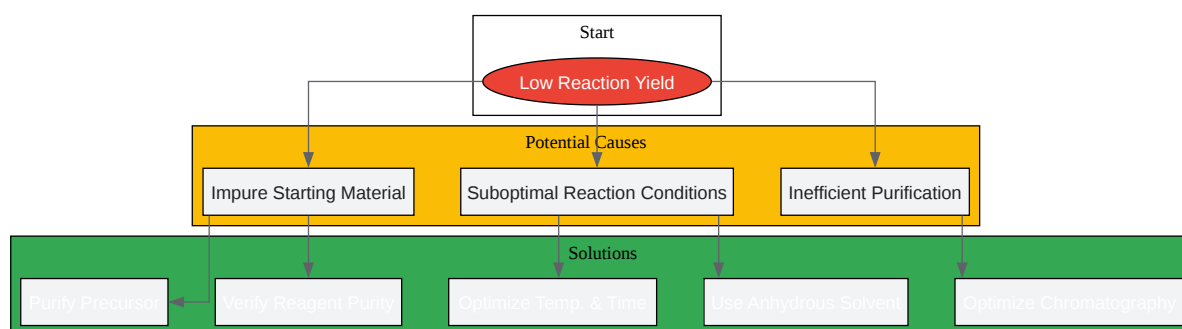 Start
Low Reaction Yield
Potential Causes
Impure Starting Material
Suboptimal Reaction Conditions
Inefficient Purification
Solutions
Purify Precursor
Verify Reagent Purity
Optimize Temp. & Time
Use Anhydrous Solvent
Optimize Chromatography